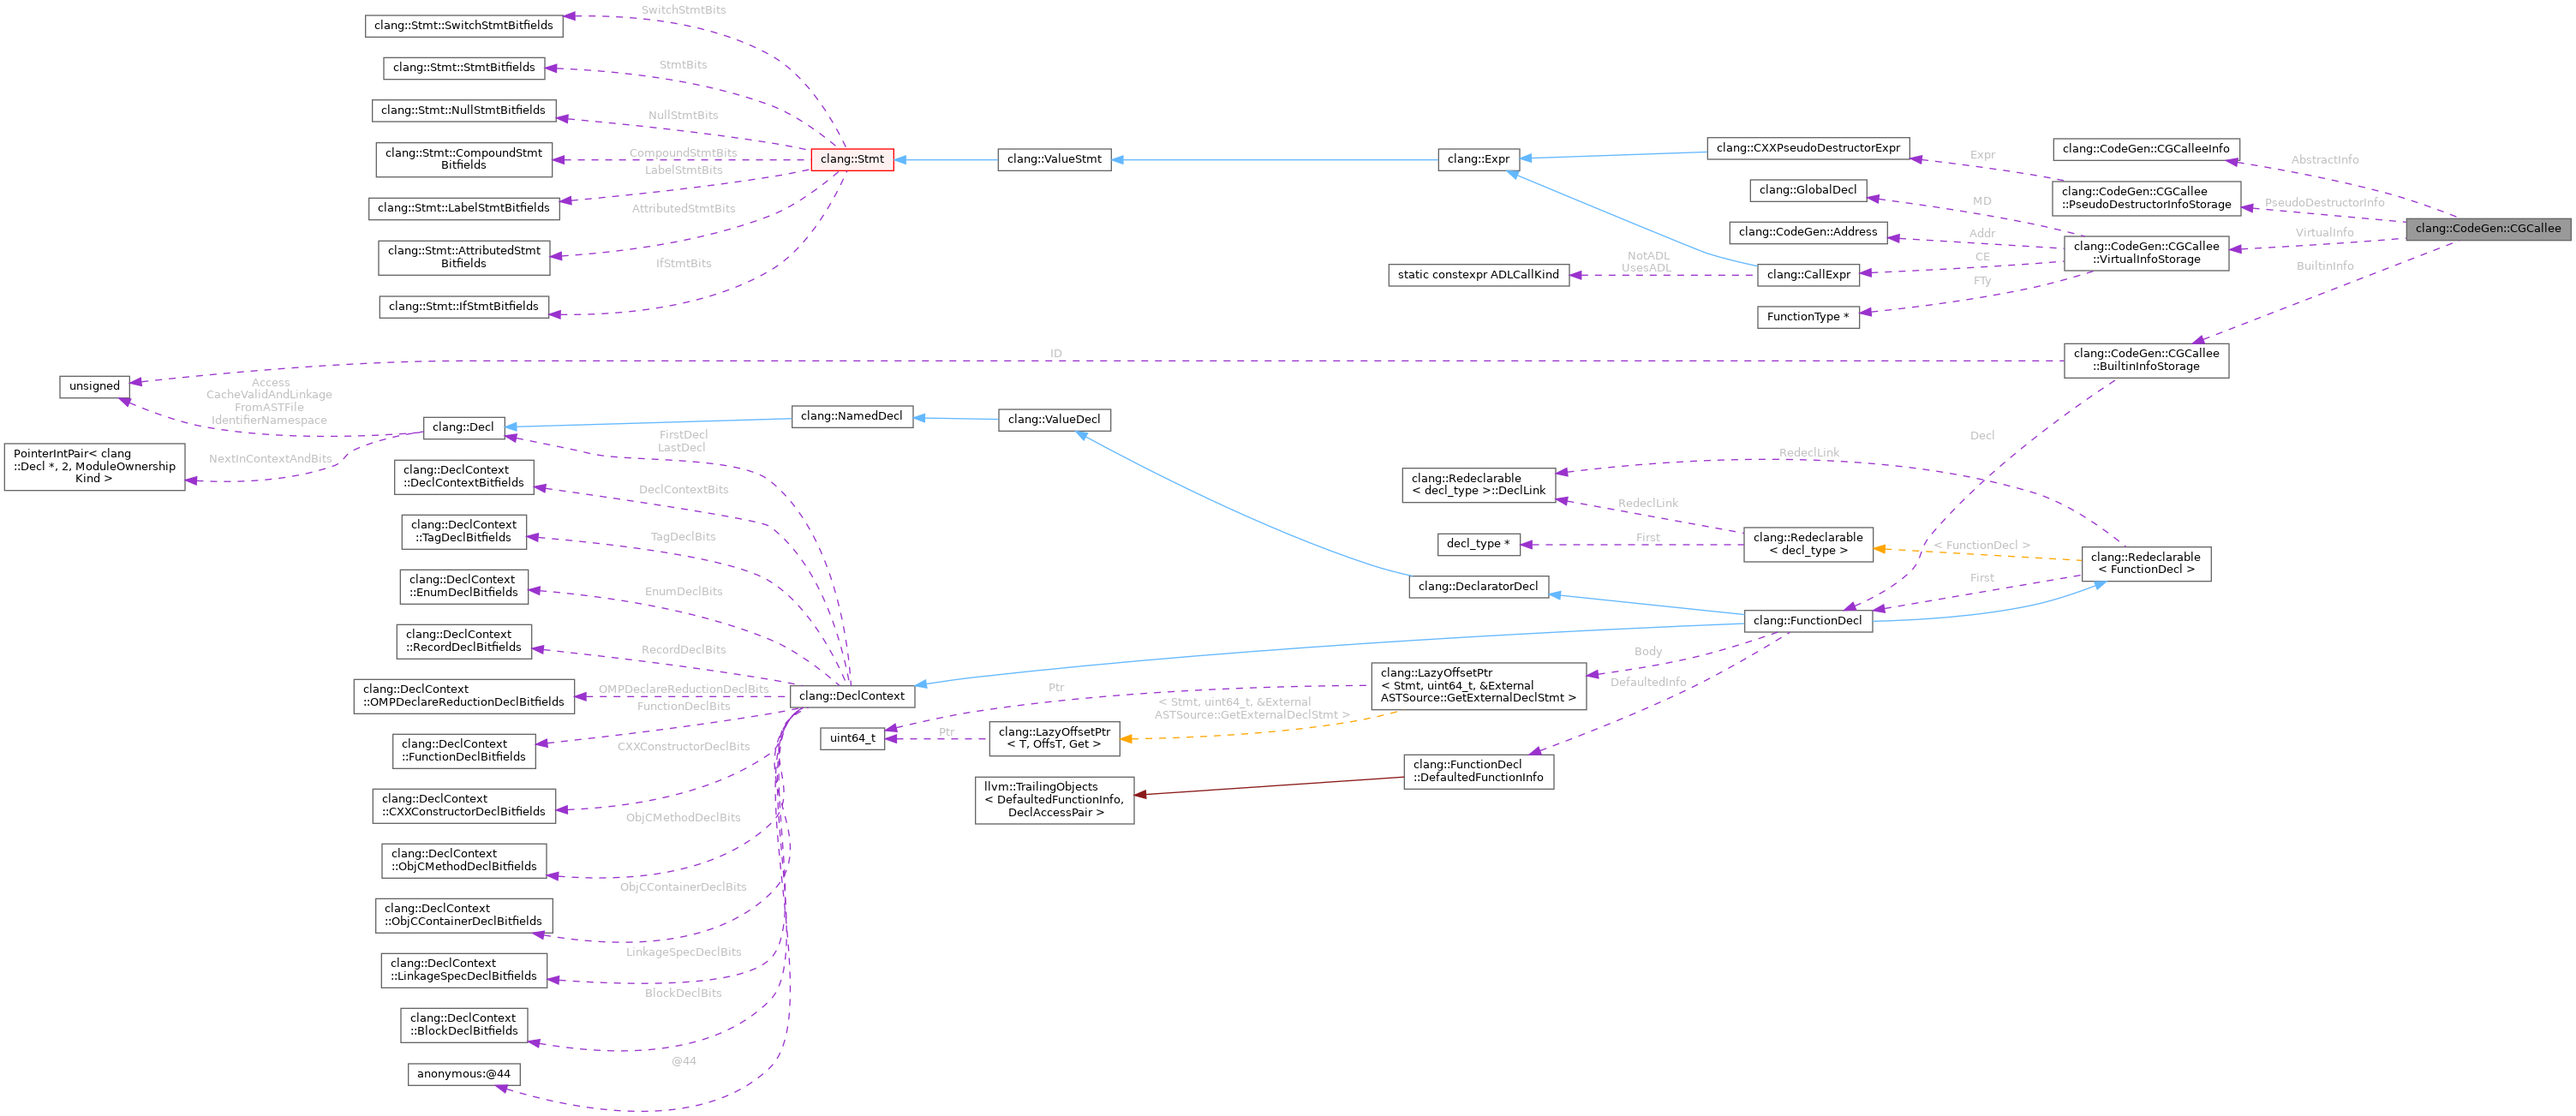 SwitchStmtBits
clang::Stmt::SwitchStmtBitfields
clang::Stmt::StmtBitfields
StmtBits
clang::Stmt::NullStmtBitfields
NullStmtBits
clang::Stmt::CompoundStmt
Bitfields
CompoundStmtBits
LabelStmtBits
clang::Stmt::LabelStmtBitfields
AttributedStmtBits
clang::Stmt::AttributedStmt
Bitfields
IfStmtBits
clang::Stmt::IfStmtBitfields
clang::Stmt
clang::ValueStmt
clang::Expr
clang::CXXPseudoDestructorExpr
Expr
clang::GlobalDecl
MD
clang::CodeGen::Address
Addr
static constexpr ADLCallKind
NotADL
UsesADL
clang::CallExpr
CE
FTy
FunctionType *
clang::CodeGen::CGCalleeInfo
AbstractInfo
clang::CodeGen::CGCallee
::PseudoDestructorInfoStorage
PseudoDestructorInfo
clang::CodeGen::CGCallee
::VirtualInfoStorage
VirtualInfo
BuiltinInfo
clang::CodeGen::CGCallee
clang::CodeGen::CGCallee
::BuiltinInfoStorage
ID
unsigned
Access
CacheValidAndLinkage
FromASTFile
IdentifierNamespace
PointerIntPair< clang
::Decl *, 2, ModuleOwnership
Kind >
NextInContextAndBits
clang::Decl
clang::NamedDecl
clang::ValueDecl
FirstDecl
LastDecl
Decl
clang::DeclContext
::DeclContextBitfields
DeclContextBits
clang::DeclContext
::TagDeclBitfields
TagDeclBits
clang::DeclContext
::EnumDeclBitfields
EnumDeclBits
clang::DeclContext
::RecordDeclBitfields
RecordDeclBits
clang::DeclContext
::OMPDeclareReductionDeclBitfields
OMPDeclareReductionDeclBits
FunctionDeclBits
clang::DeclContext
::FunctionDeclBitfields
CXXConstructorDeclBits
clang::DeclContext
::CXXConstructorDeclBitfields
ObjCMethodDeclBits
clang::DeclContext
::ObjCMethodDeclBitfields
ObjCContainerDeclBits
clang::DeclContext
::ObjCContainerDeclBitfields
LinkageSpecDeclBits
clang::DeclContext
::LinkageSpecDeclBitfields
BlockDeclBits
clang::DeclContext
::BlockDeclBitfields
@44
anonymous:@44
clang::DeclContext
uint64_t
Ptr
Ptr
clang::LazyOffsetPtr
< T, OffsT, Get >
< Stmt, uint64_t, &External
ASTSource::GetExternalDeclStmt >
clang::LazyOffsetPtr
< Stmt, uint64_t, &External
ASTSource::GetExternalDeclStmt >
Body
DefaultedInfo
llvm::TrailingObjects
< DefaultedFunctionInfo,
DeclAccessPair >
clang::FunctionDecl
::DefaultedFunctionInfo
clang::DeclaratorDecl
clang::FunctionDecl
clang::Redeclarable
< decl_type >::DeclLink
RedeclLink
RedeclLink
decl_type *
First
clang::Redeclarable
< decl_type >
< FunctionDecl >
First
clang::Redeclarable
< FunctionDecl >